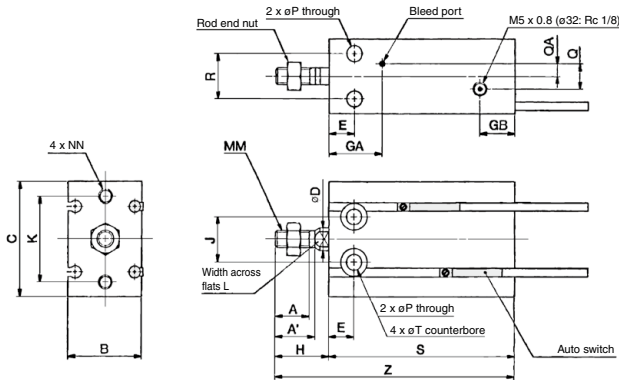 2 x øP through
Bleed port
Rod end nut
M5 x 0.8 (ø32: Rc 1/8)
QA
Q
R
E
GA
GB
4 x NN
MM
øD
C
K
J
Width across
flats L
A
A'
E
2 x øP through
4 x øT counterbore
Auto switch
B
H
S
Z